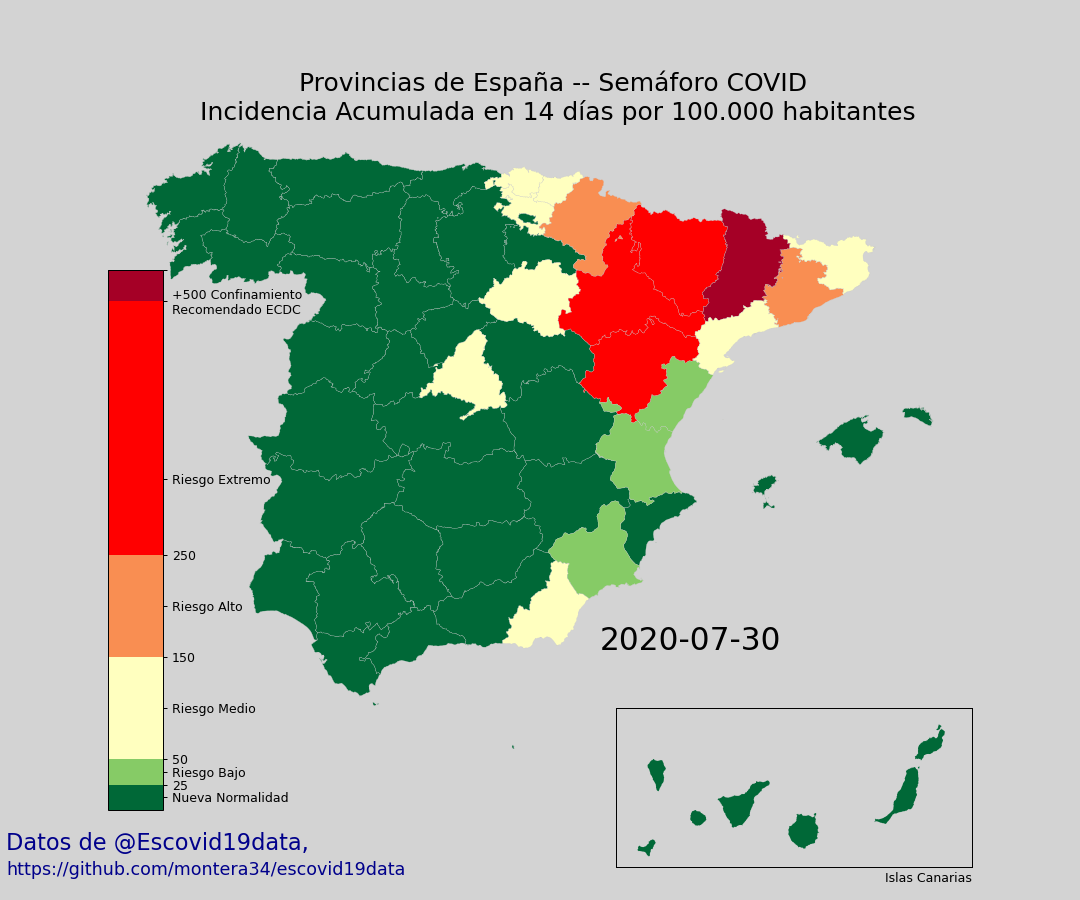 Provincias de España -- Semáforo COVID
Incidencia Acumulada en 14 días por 100.000 habitantes
+500 Confinamiento
Recomendado ECDC
Riesgo Extremo
250
Riesgo Alto
150
Riesgo Medio
50
Riesgo Bajo
25
Nueva Normalidad
2020-07-30
Islas Canarias
Datos de @Escovid19data,
https://github.com/montera34/escovid19data